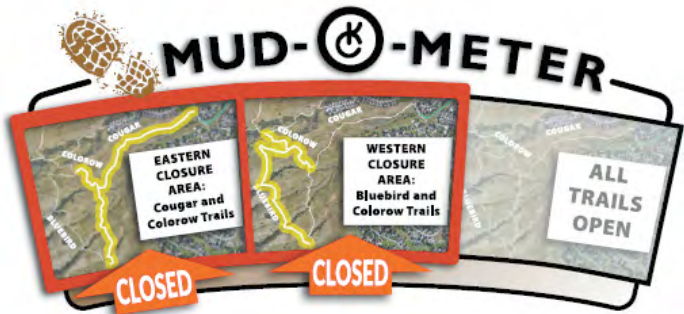 MUD-O-METER
COUGAR
COLOROW
BLUEBIRD
EASTERN
CLOSURE
AREA:
Cougar and
Colorow Trails
CLOSED
COUGAR
COLOROW
BLUEBIRD
WESTERN
CLOSURE
AREA:
Bluebird and
Colorow Trails
CLOSED
COUGAR
COLOROW
BLUEBIRD
ALL
TRAILS
OPEN